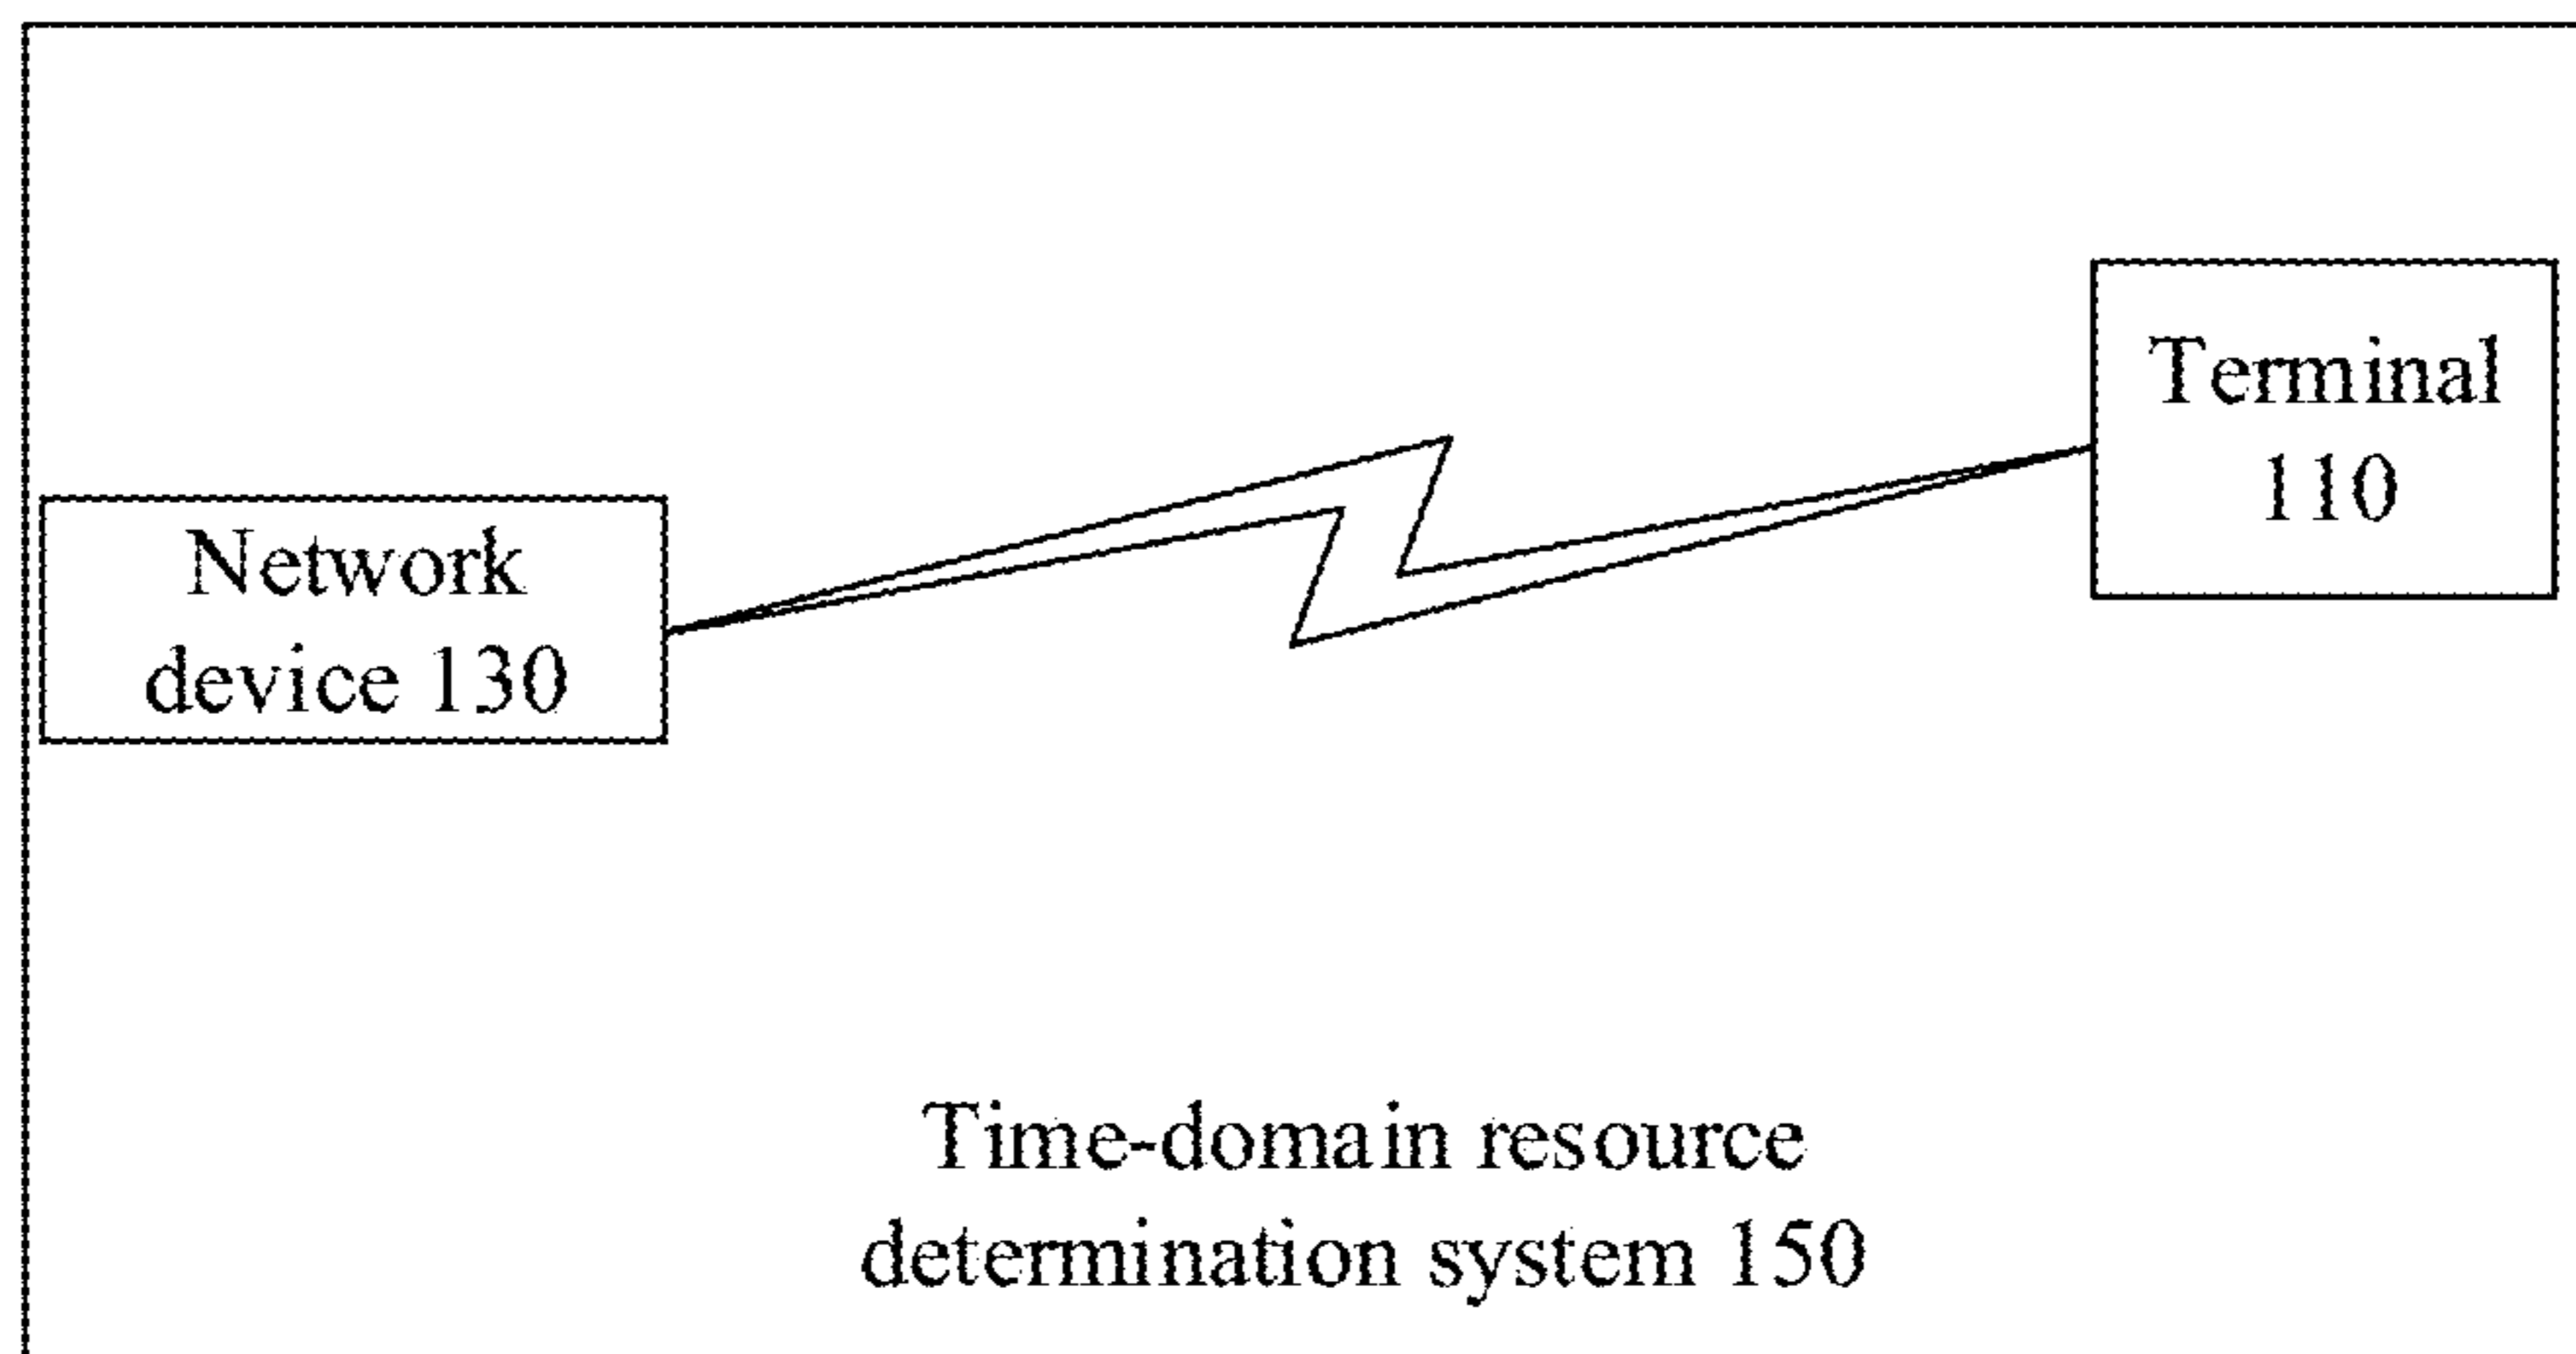 Terminal
110
Network
device 130
Time-domain resource
determination system 150